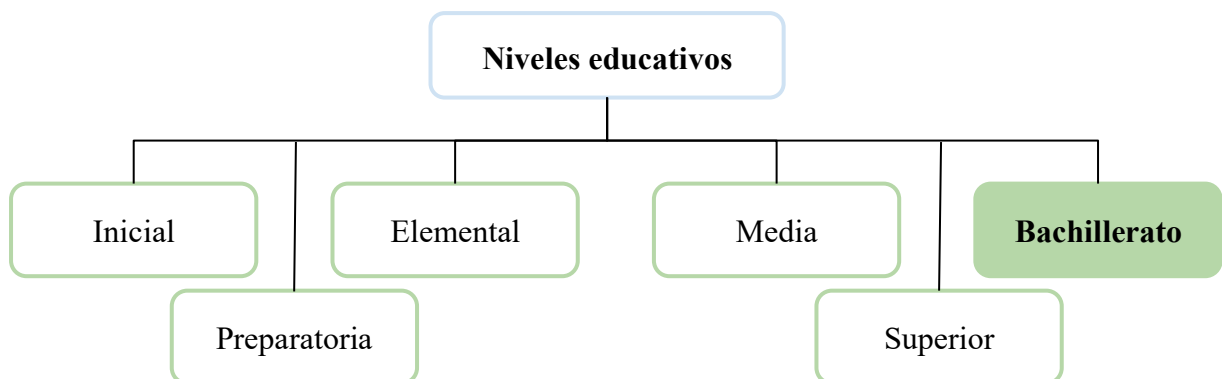 Niveles educativos
Inicial
Elemental
Media
Bachillerato
Preparatoria
Superior